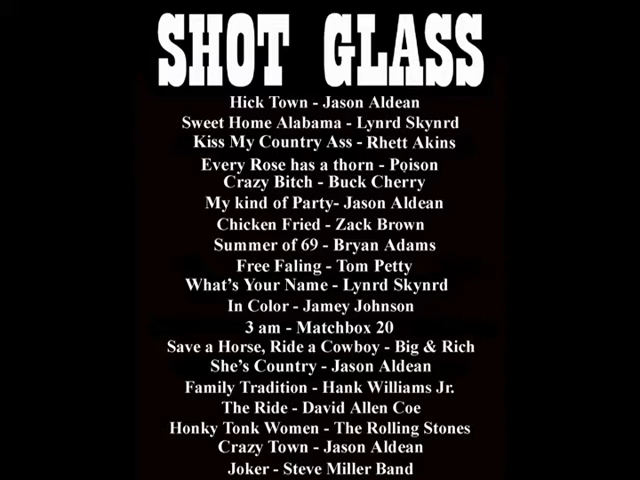 SHOT GLASS
Hick Town - Jason Aldean
Sweet Home Alabama - Lynrd Skynrd
Kiss My Country Ass - Rhett Akins
Every Rose has a thorn - Poison
Crazy Bitch - Buck Cherry
My kind of Party- Jason Aldean
Chicken Fried - Zack Brown
Summer of 69 - Bryan Adams
Free Faling - Tom Petty
What's Your Name - Lynrd Skynrd
In Color - Jamey Johnson
3 am - Matchbox 20
Save a Horse, Ride a Cowboy - Big & Rich
She's Country - Jason Aldean
Family Tradition - Hank Williams Jr.
The Ride - David Allen Coe
Honky Tonk Women - The Rolling Stones
Crazy Town - Jason Aldean
Joker - Steve Miller Band